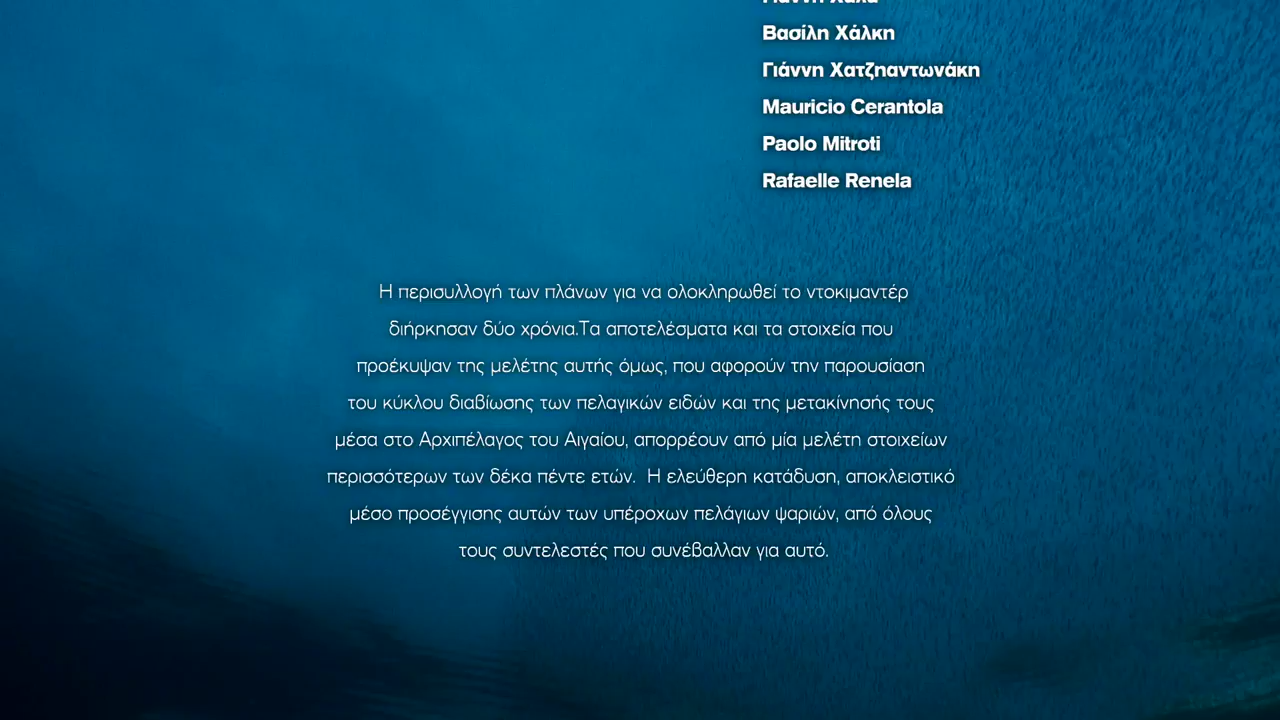 Βασίλη Χάλκη
Γιάννη Χατζηαντωνάκη
Mauricio Cerantola
Paolo Mitroti
Rafaelle Renela
Η περισυλλογή των πλάνων για να ολοκληρωθεί το ντοκιμαντέρ
διήρκησαν δύο χρόνια.Τα αποτελέσματα και τα στοιχεία που
προέκυψαν της μελέτης αυτής όμως, που αφορούν την παρουσίαση
του κύκλου διαβίωσης των πελαγικών ειδών και της μετακίνησής τους
μέσα στο Αρχιπέλαγος του Αιγαίου, απορρέουν από μία μελέτη στοιχείων
περισσότερων των δέκα πέντε ετών. Η ελεύθερη κατάδυση, αποκλειστικό
μέσο προσέγγισης αυτών των υπέροχων πελάγιων ψαριών, από όλους
τους συντελεστές που συνέβαλλαν για αυτό.